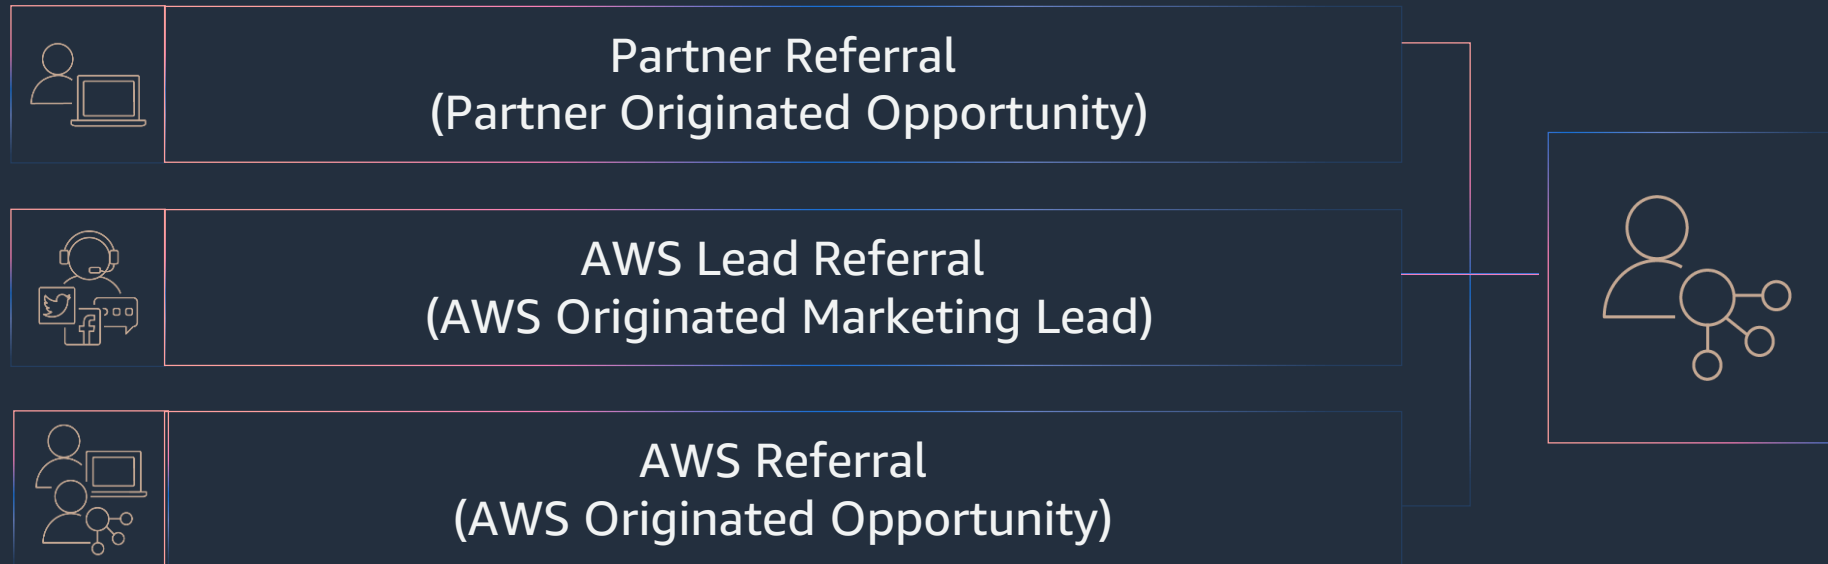 Partner Referral
(Partner Originated Opportunity)
AWS Lead Referral
(AWS Originated Marketing Lead)
AWS Referral
(AWS Originated Opportunity)